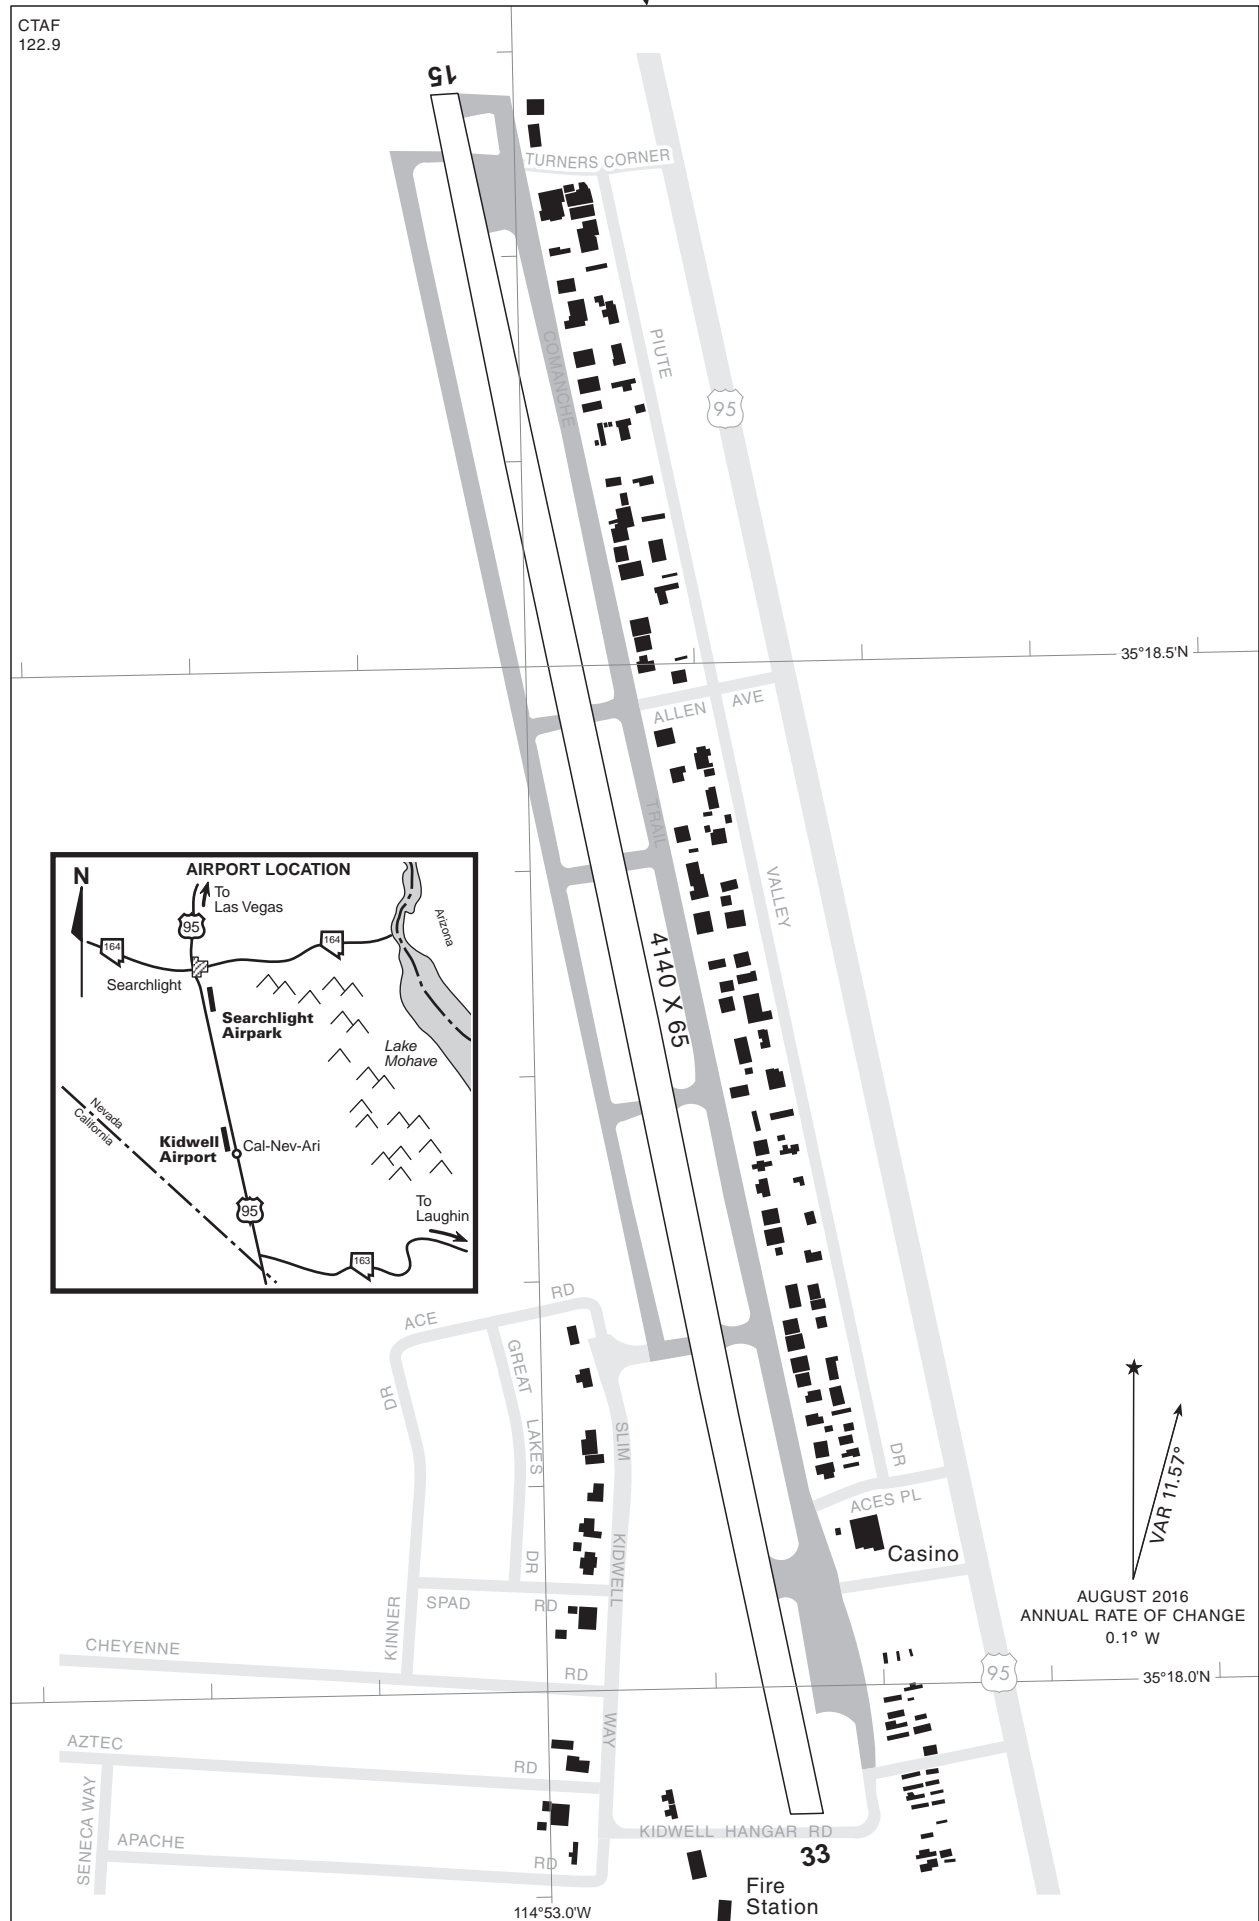 CTAF
122.9
15
TURNERS CORNER
COMANCHE
PIUTE
95
35°18.5'N
ALLEN AVE
TRAIL
VALLEY
4140 X 65
AIRPORT LOCATION
N
To
Las Vegas
95
164
164
Arizona
Searchlight
Searchlight
Airpark
Lake
Mohave
Nevada
California
Kidwell
Airport
Cal-Nev-Ari
95
To
Laughin
163
ACE RD
DR
GREAT LAKES DR
SLIM KIDWELL WAY
DR
ACES PL
Casino
VAR 11.57°
AUGUST 2016
ANNUAL RATE OF CHANGE
0.1° W
KINNER
SPAD RD
CHEYENNE RD
95
35°18.0'N
AZTEC RD
SENECA WAY
APACHE RD
KIDWELL HANGAR RD
33
Fire
Station
114°53.0'W